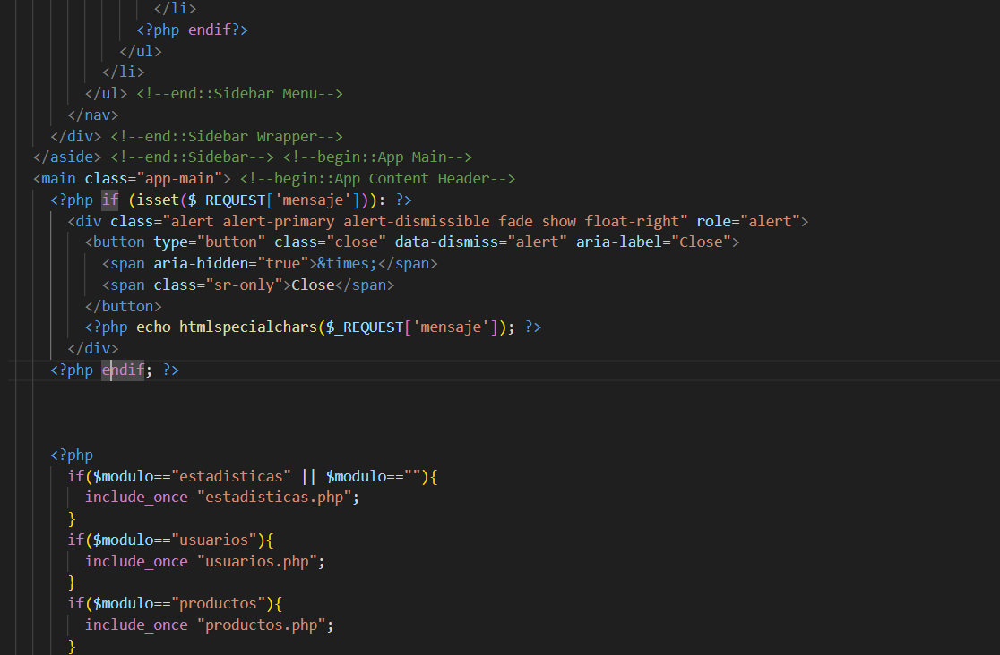 </li>
<?php endif?>
</ul>
</li>
</ul> <!--end::Sidebar Menu-->
</nav>
</div> <!--end::Sidebar Wrapper-->
</aside> <!--end::Sidebar--> <!--begin::App Main-->
<main class="app-main"> <!--begin::App Content Header-->
<?php if (isset($_REQUEST['mensaje'])): ?>
<div class="alert alert-primary alert-dismissible fade show float-right" role="alert">
<button type="button" class="close" data-dismiss="alert" aria-label="Close">
<span aria-hidden="true">&times;</span>
<span class="sr-only">Close</span>
</button>
<?php echo htmlspecialchars($_REQUEST['mensaje']); ?>
</div>
<?php endif; ?>
<?php
if($modulo=="estadisticas" || $modulo==""){
include_once "estadisticas.php";
}
if($modulo=="usuarios"){
include_once "usuarios.php";
}
if($modulo=="productos"){
include_once "productos.php";
}